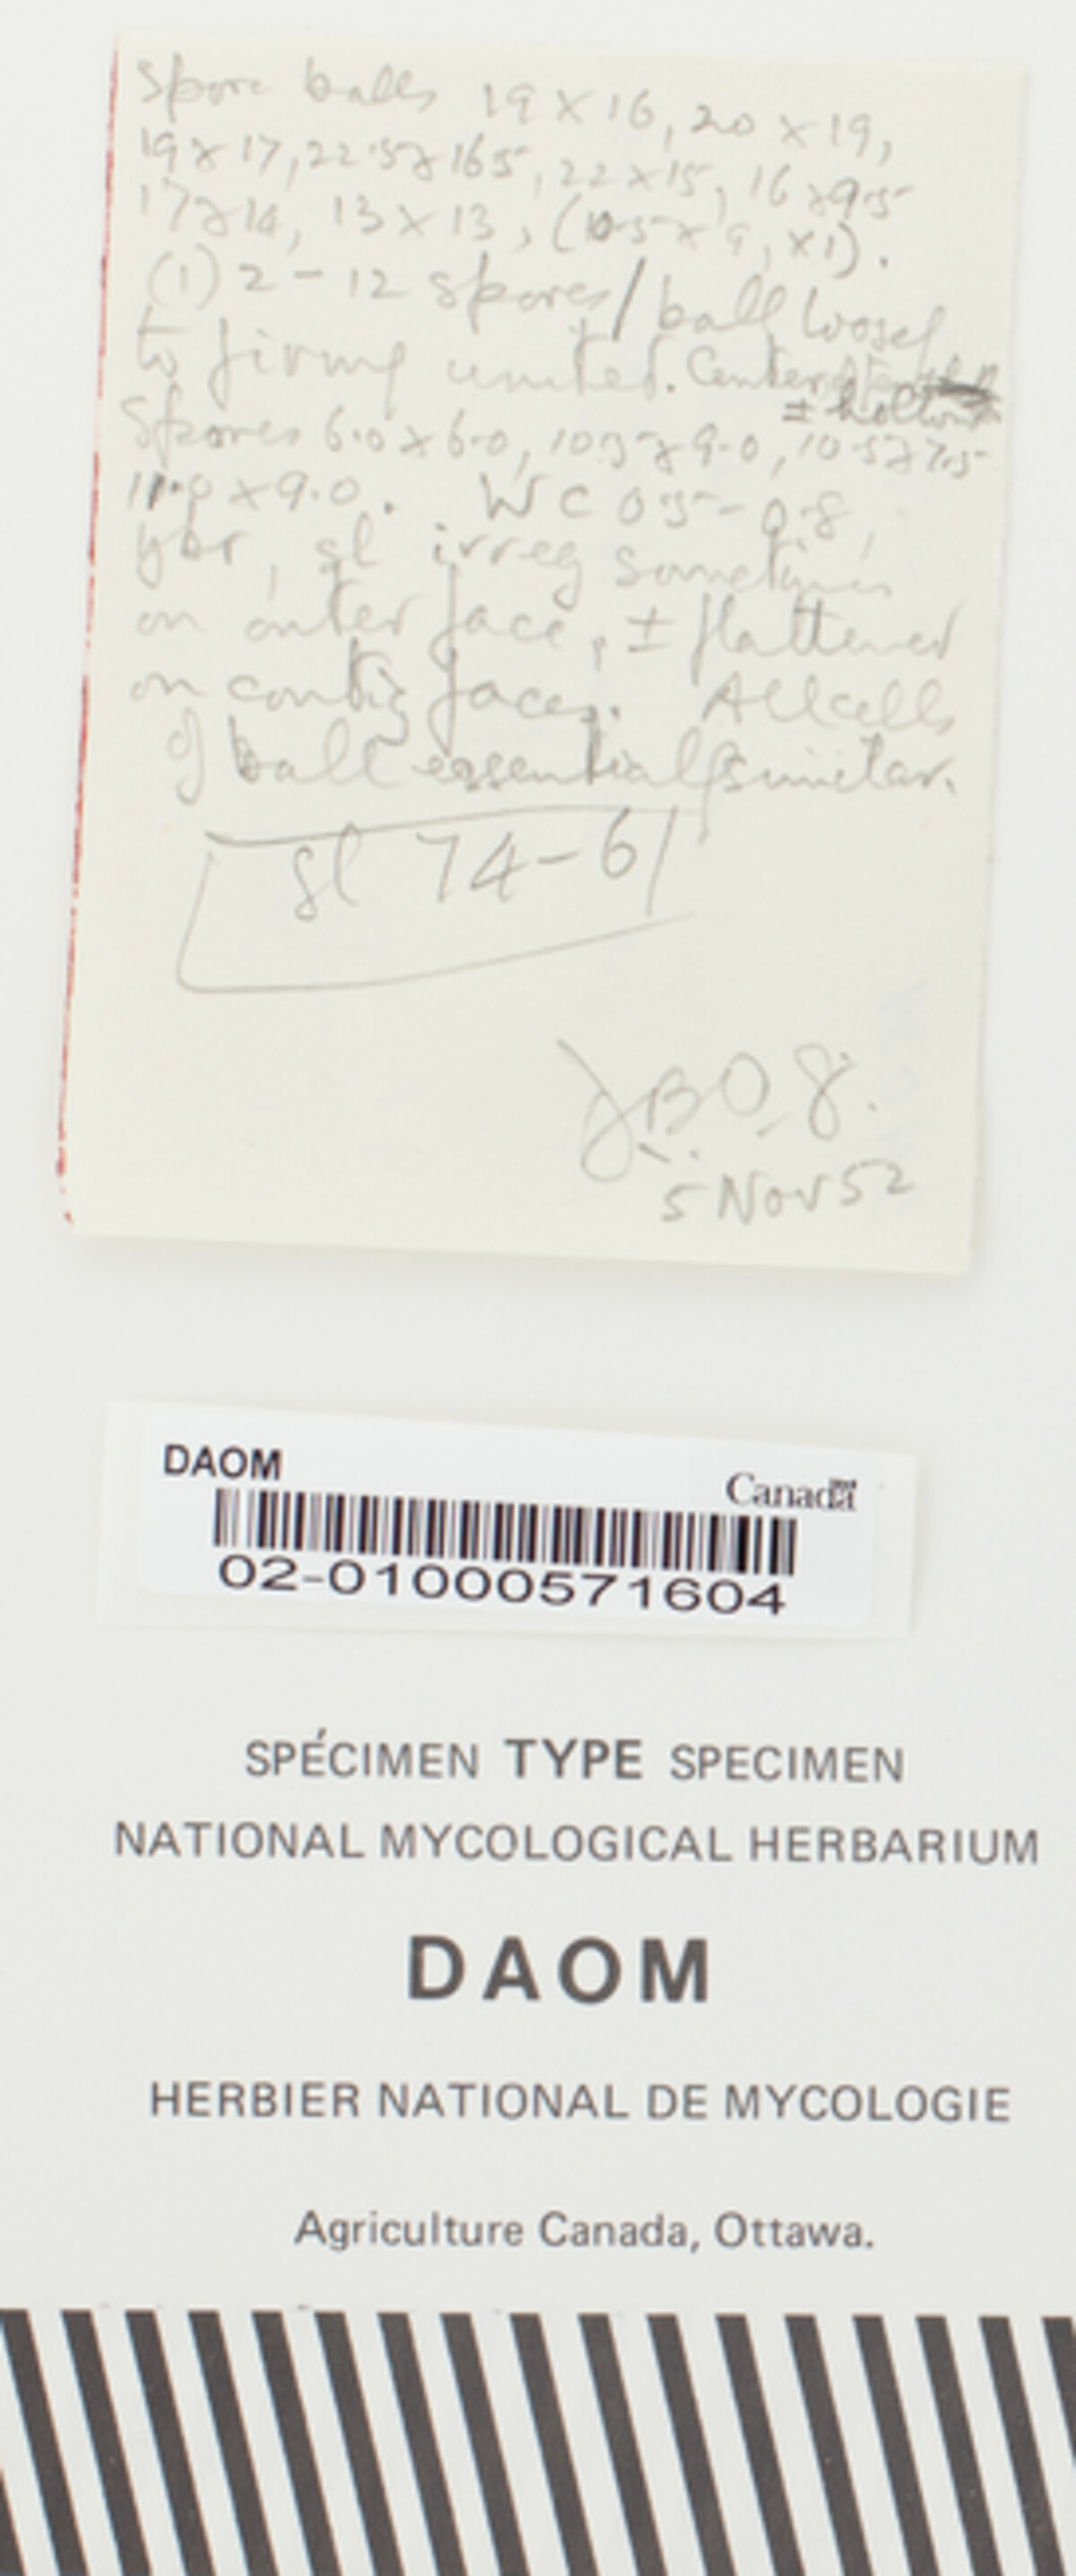 Spore balls 19 x 16, 20 x 19,
19 x 17, 22.5 x 16.5, 22 x 15, 16 x 9.5
17 x 14, 13 x 13, (10.5 x 9, x1).
(1) 2 - 12 spores/ball loosely
to firmly united. Center
± hollow
Spores 6.0 x 6.0, 10.5 x 9.0, 10.5 x 7.5
11.0 x 9.0. W C 0.5 - 0.8,
ybr, sl irreg sometimes
on outer face, ± flattened
on contig faces. All cells
of ball essentially similar.
sl 74-61
5 Nov 52
DAOM
Canada
02-01000571604
SPÉCIMEN TYPE SPECIMEN
NATIONAL MYCOLOGICAL HERBARIUM
DAOM
HERBIER NATIONAL DE MYCOLOGIE
Agriculture Canada, Ottawa.